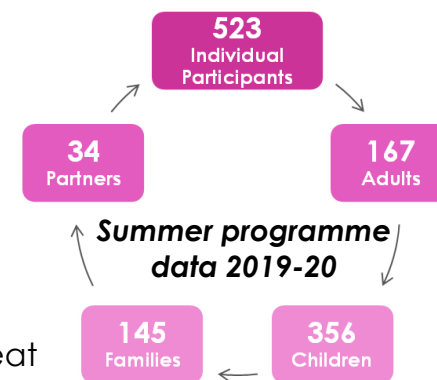 523
Individual
Participants
34
Partners
167
Adults
Summer programme
data 2019-20
145
Families
356
Children